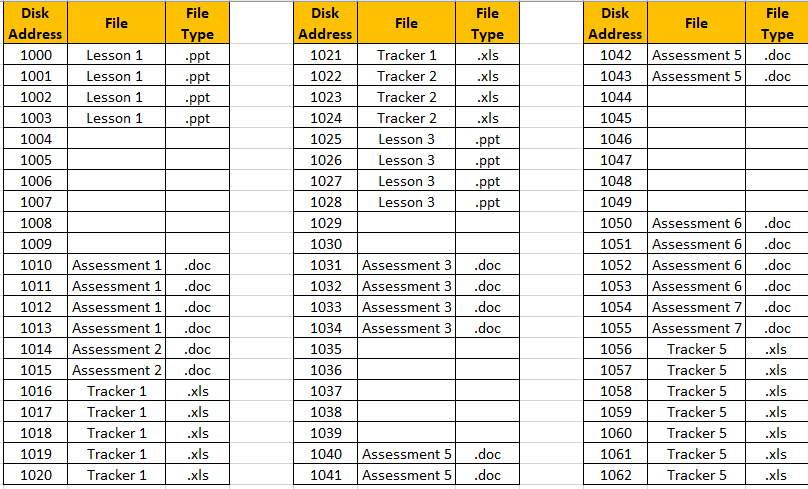 Disk Address File File Type Disk Address File File Type Disk Address File File Type
1000 Lesson 1 .ppt 1021 Tracker 1 .xls 1042 Assessment 5 .doc
1001 Lesson 1 .ppt 1022 Tracker 2 .xls 1043 Assessment 5 .doc
1002 Lesson 1 .ppt 1023 Tracker 2 .xls 1044
1003 Lesson 1 .ppt 1024 Tracker 2 .xls 1045
1004 1025 Lesson 3 .ppt 1046
1005 1026 Lesson 3 .ppt 1047
1006 1027 Lesson 3 .ppt 1048
1007 1028 Lesson 3 .ppt 1049
1008 1029 1050 Assessment 6 .doc
1009 1030 1051 Assessment 6 .doc
1010 Assessment 1 .doc 1031 Assessment 3 .doc 1052 Assessment 6 .doc
1011 Assessment 1 .doc 1032 Assessment 3 .doc 1053 Assessment 6 .doc
1012 Assessment 1 .doc 1033 Assessment 3 .doc 1054 Assessment 7 .doc
1013 Assessment 1 .doc 1034 Assessment 3 .doc 1055 Assessment 7 .doc
1014 Assessment 2 .doc 1035 1056 Tracker 5 .xls
1015 Assessment 2 .doc 1036 1057 Tracker 5 .xls
1016 Tracker 1 .xls 1037 1058 Tracker 5 .xls
1017 Tracker 1 .xls 1038 1059 Tracker 5 .xls
1018 Tracker 1 .xls 1039 1060 Tracker 5 .xls
1019 Tracker 1 .xls 1040 Assessment 5 .doc 1061 Tracker 5 .xls
1020 Tracker 1 .xls 1041 Assessment 5 .doc 1062 Tracker 5 .xls